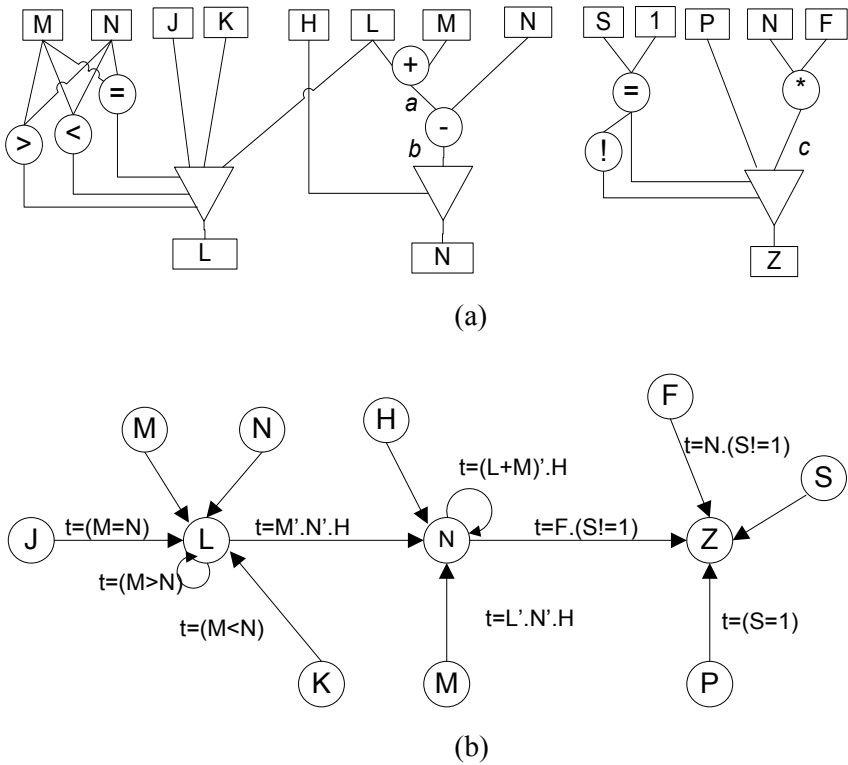 M N J K H L M N S 1 P N F
+
= = *
a
> < - !
b c
L N Z
(a)
F
M N H
t=(L+M)'.H t=N.(S!=1)
S
J t=(M=N) L t=M'.N'.H N t=F.(S!=1) Z
t=(M>N)
t=(M<N) t=L'.N'.H t=(S=1)
K M P
(b)